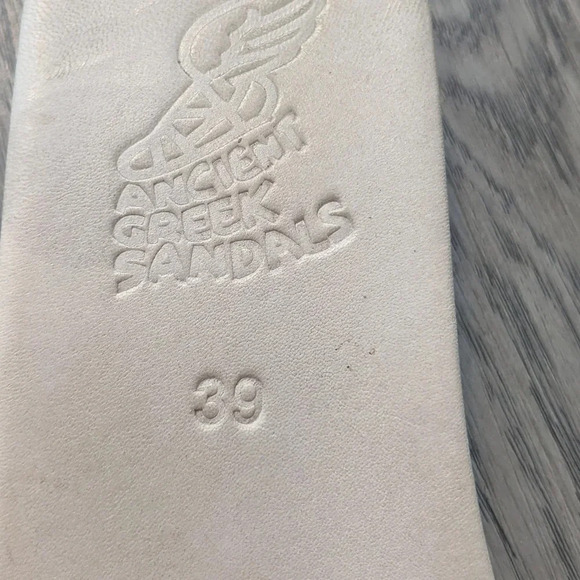 ANCIENT
GREEK
SANDALS
39